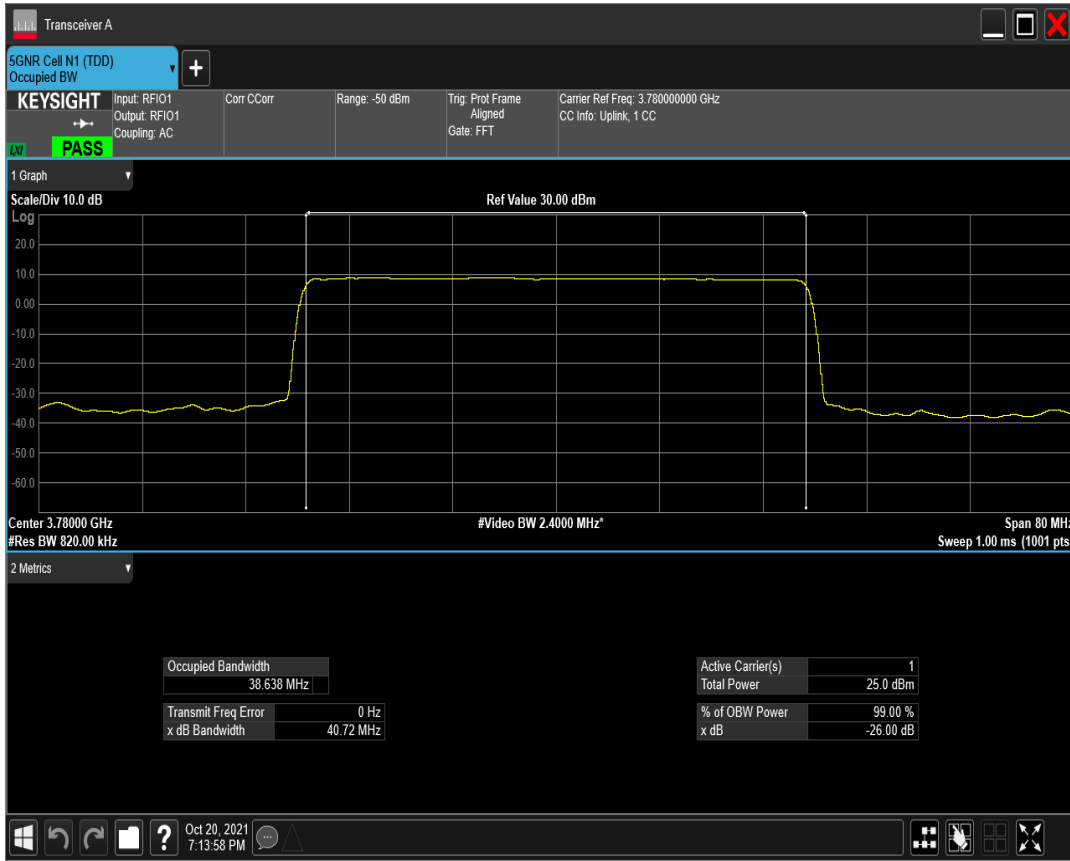 Transceiver A
5GNR Cell N1 (TDD)
Occupied BW
+
KEYSIGHT
LXI
PASS
Input: RFIO1
Output: RFIO1
Coupling: AC
Corr CCorr
Range: -50 dBm
Trig: Prot Frame
Aligned
Gate: FFT
Carrier Ref Freq: 3.780000000 GHz
CC Info: Uplink, 1 CC
1 Graph
Scale/Div 10.0 dB
Ref Value 30.00 dBm
Log
20.0
10.0
0.00
-10.0
-20.0
-30.0
-40.0
-50.0
-60.0
Center 3.78000 GHz
#Video BW 2.4000 MHz*
Span 80 MHz
#Res BW 820.00 kHz
Sweep 1.00 ms (1001 pts
2 Metrics
Occupied Bandwidth
38.638 MHz
Transmit Freq Error 0 Hz
x dB Bandwidth 40.72 MHz
Active Carrier(s) 1
Total Power 25.0 dBm
% of OBW Power 99.00 %
x dB -26.00 dB
?
Oct 20, 2021
7:13:58 PM